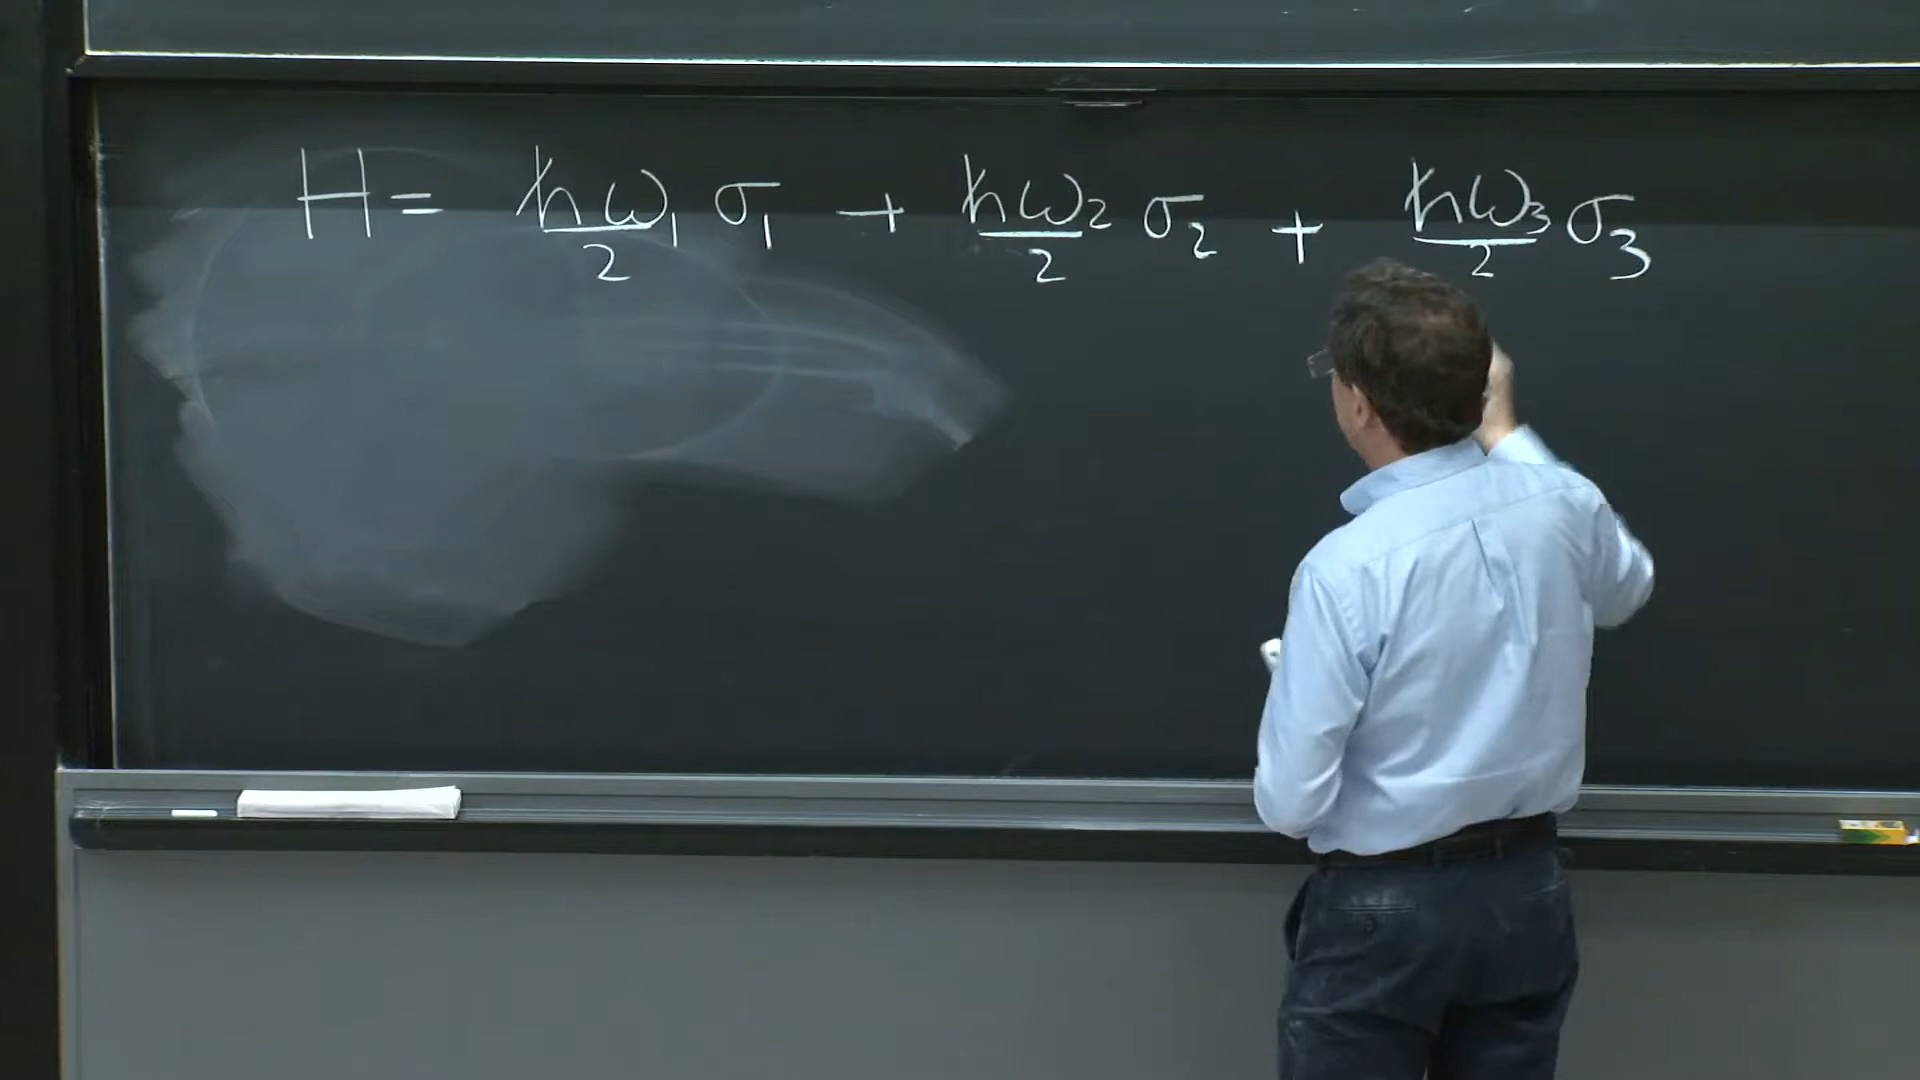 H = ħω₁/2 σ₁ + ħω₂/2 σ₂ + ħω₃/2 σ₃